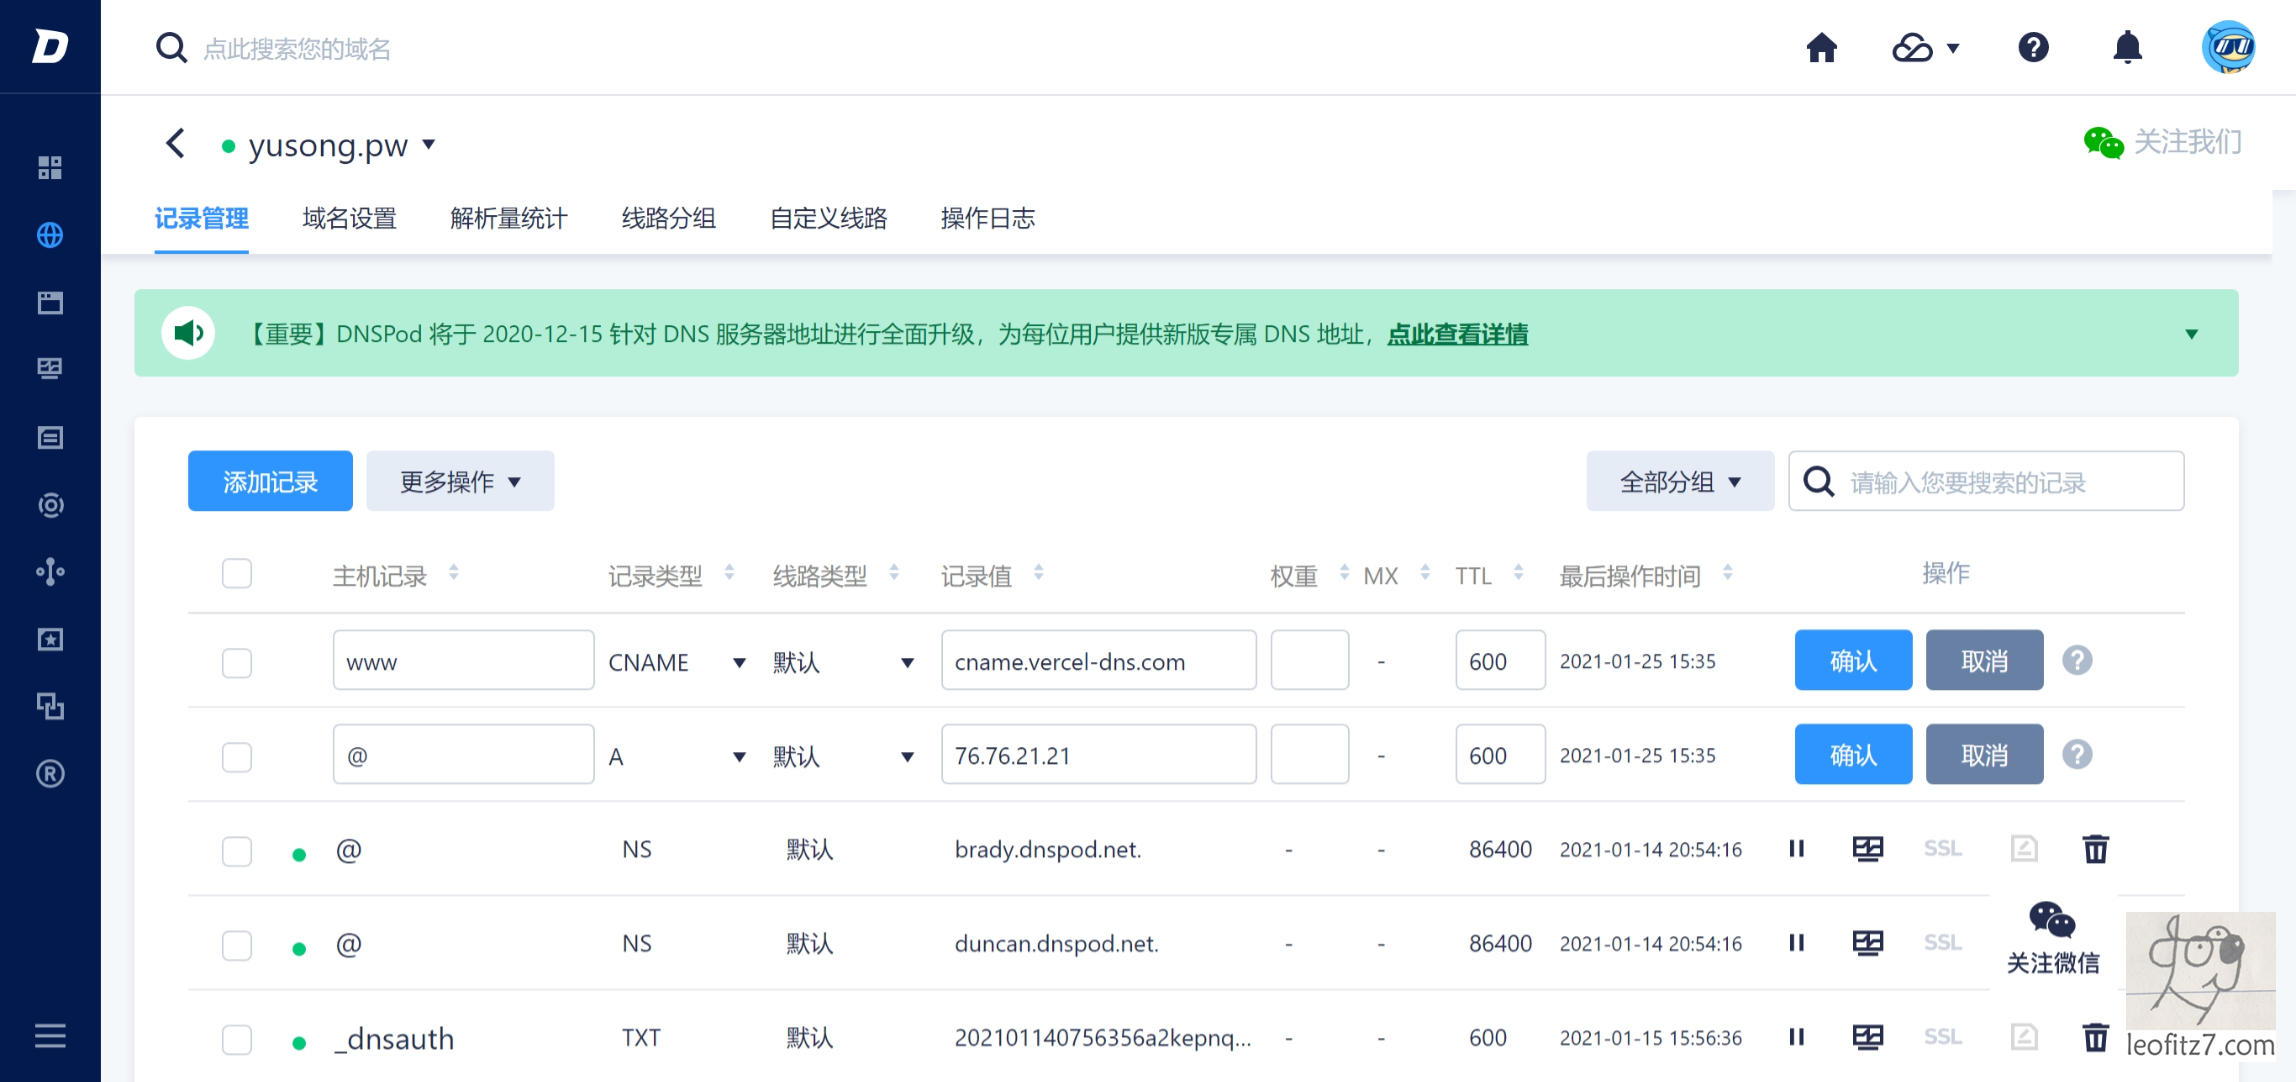 点此搜索您的域名
yusong.pw
关注我们
记录管理 域名设置 解析量统计 线路分组 自定义线路 操作日志
【重要】DNSPod 将于 2020-12-15 针对 DNS 服务器地址进行全面升级，为每位用户提供新版专属 DNS 地址，点此查看详情
添加记录 更多操作 全部分组 请输入您要搜索的记录
主机记录 记录类型 线路类型 记录值 权重 MX TTL 最后操作时间 操作
www CNAME 默认 cname.vercel-dns.com - 600 2021-01-25 15:35 确认 取消
@ A 默认 76.76.21.21 - 600 2021-01-25 15:35 确认 取消
@ NS 默认 brady.dnspod.net. - - 86400 2021-01-14 20:54:16 SSL
@ NS 默认 duncan.dnspod.net. - - 86400 2021-01-14 20:54:16 SSL
关注微信
_dnsauth TXT 默认 202101140756356a2kepnq... - - 600 2021-01-15 15:56:36 SSL
dog
leofitz7.com